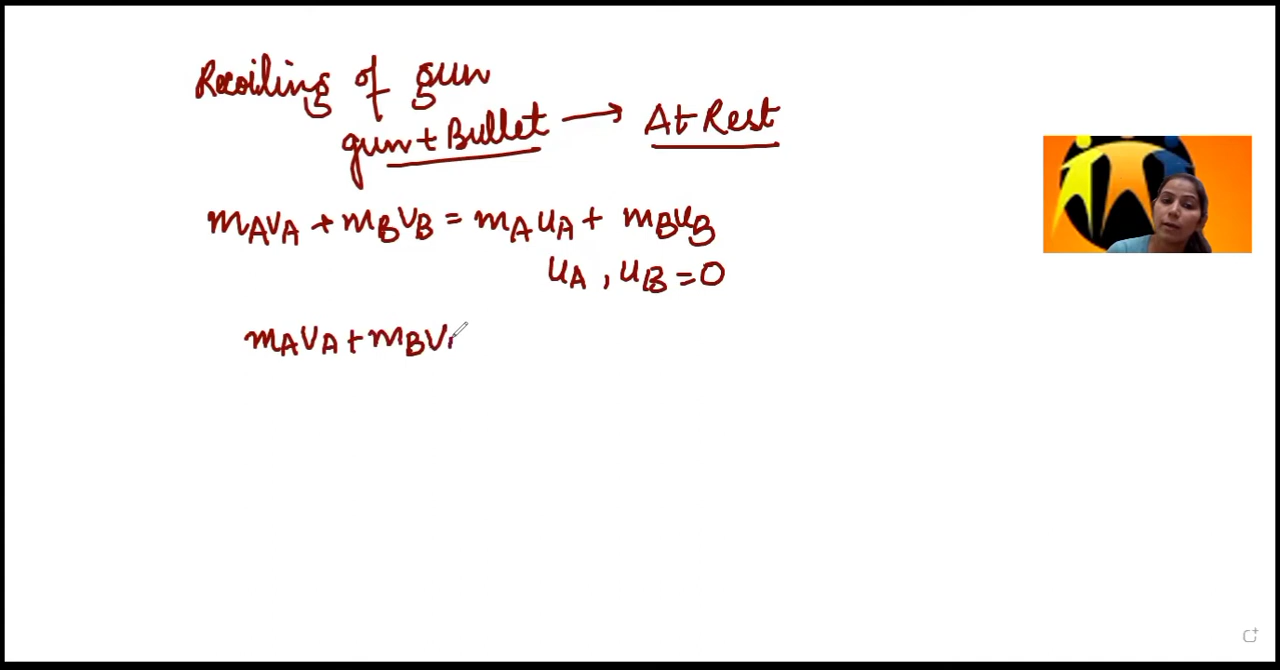 Recoiling of gun
gun + Bullet → At Rest
mAvA + mBvB = mAuA + mBuB
uA , uB = 0
mAvA + mBv